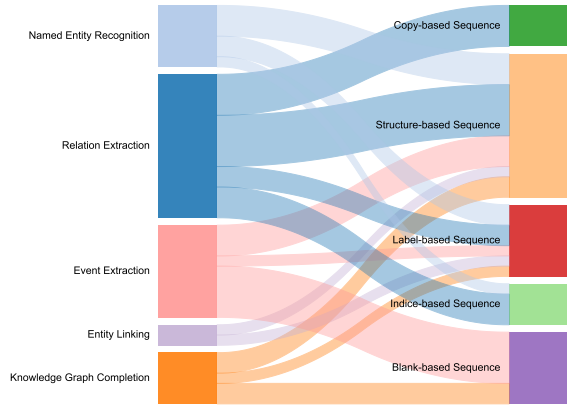 Named Entity Recognition
Relation Extraction
Event Extraction
Entity Linking
Knowledge Graph Completion
Copy-based Sequence
Structure-based Sequence
Label-based Sequence
Indice-based Sequence
Blank-based Sequence